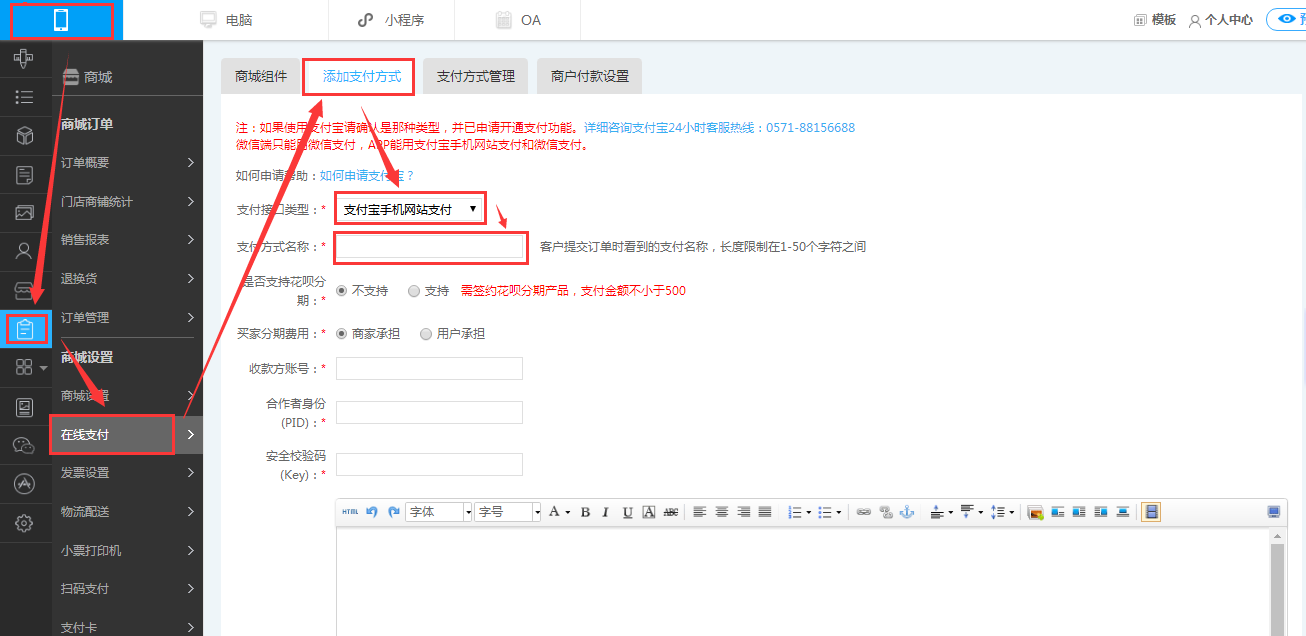 电脑
小程序
OA
模板
个人中心
商城
商城订单
订单概要
门店商铺统计
销售报表
退换货
订单管理
商城设置
商城设置
在线支付
发票设置
物流配送
小票打印机
扫码支付
支付卡
商城组件
添加支付方式
支付方式管理
商户付款设置
注：如果使用支付宝请确认是那种类型，并已申请开通支付功能。详细咨询支付宝24小时客服热线：0571-88156688
微信端只能用微信支付，APP能用支付宝手机网站支付和微信支付。
如何申请帮助：如何申请支付宝？
支付接口类型：*
支付宝手机网站支付
支付方式名称：*
客户提交订单时看到的支付名称，长度限制在1-50个字符之间
是否支持花呗分
期：*
不支持
支持
需签约花呗分期产品，支付金额不小于500
买家分期费用：*
商家承担
用户承担
收款方账号：*
合作者身份
(PID)：*
安全校验码
(Key)：*
HTML
字体
字号
A
B
I
U
A
ABC